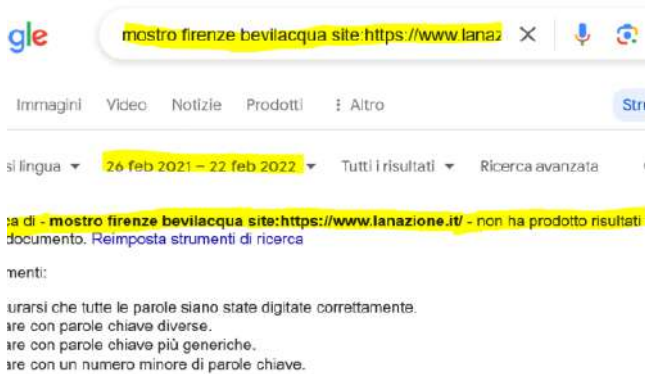 gle
mostro firenze bevilacqua site:https://www.lanaz
Immagini Video Notizie Prodotti Altro Stru
si lingua 26 feb 2021 – 22 feb 2022 Tutti i risultati Ricerca avanzata
ca di - mostro firenze bevilacqua site:https://www.lanazione.it/ - non ha prodotto risultati
documento. Reimposta strumenti di ricerca
menti:
urarsi che tutte le parole siano state digitate correttamente.
are con parole chiave diverse.
are con parole chiave più generiche.
are con un numero minore di parole chiave.